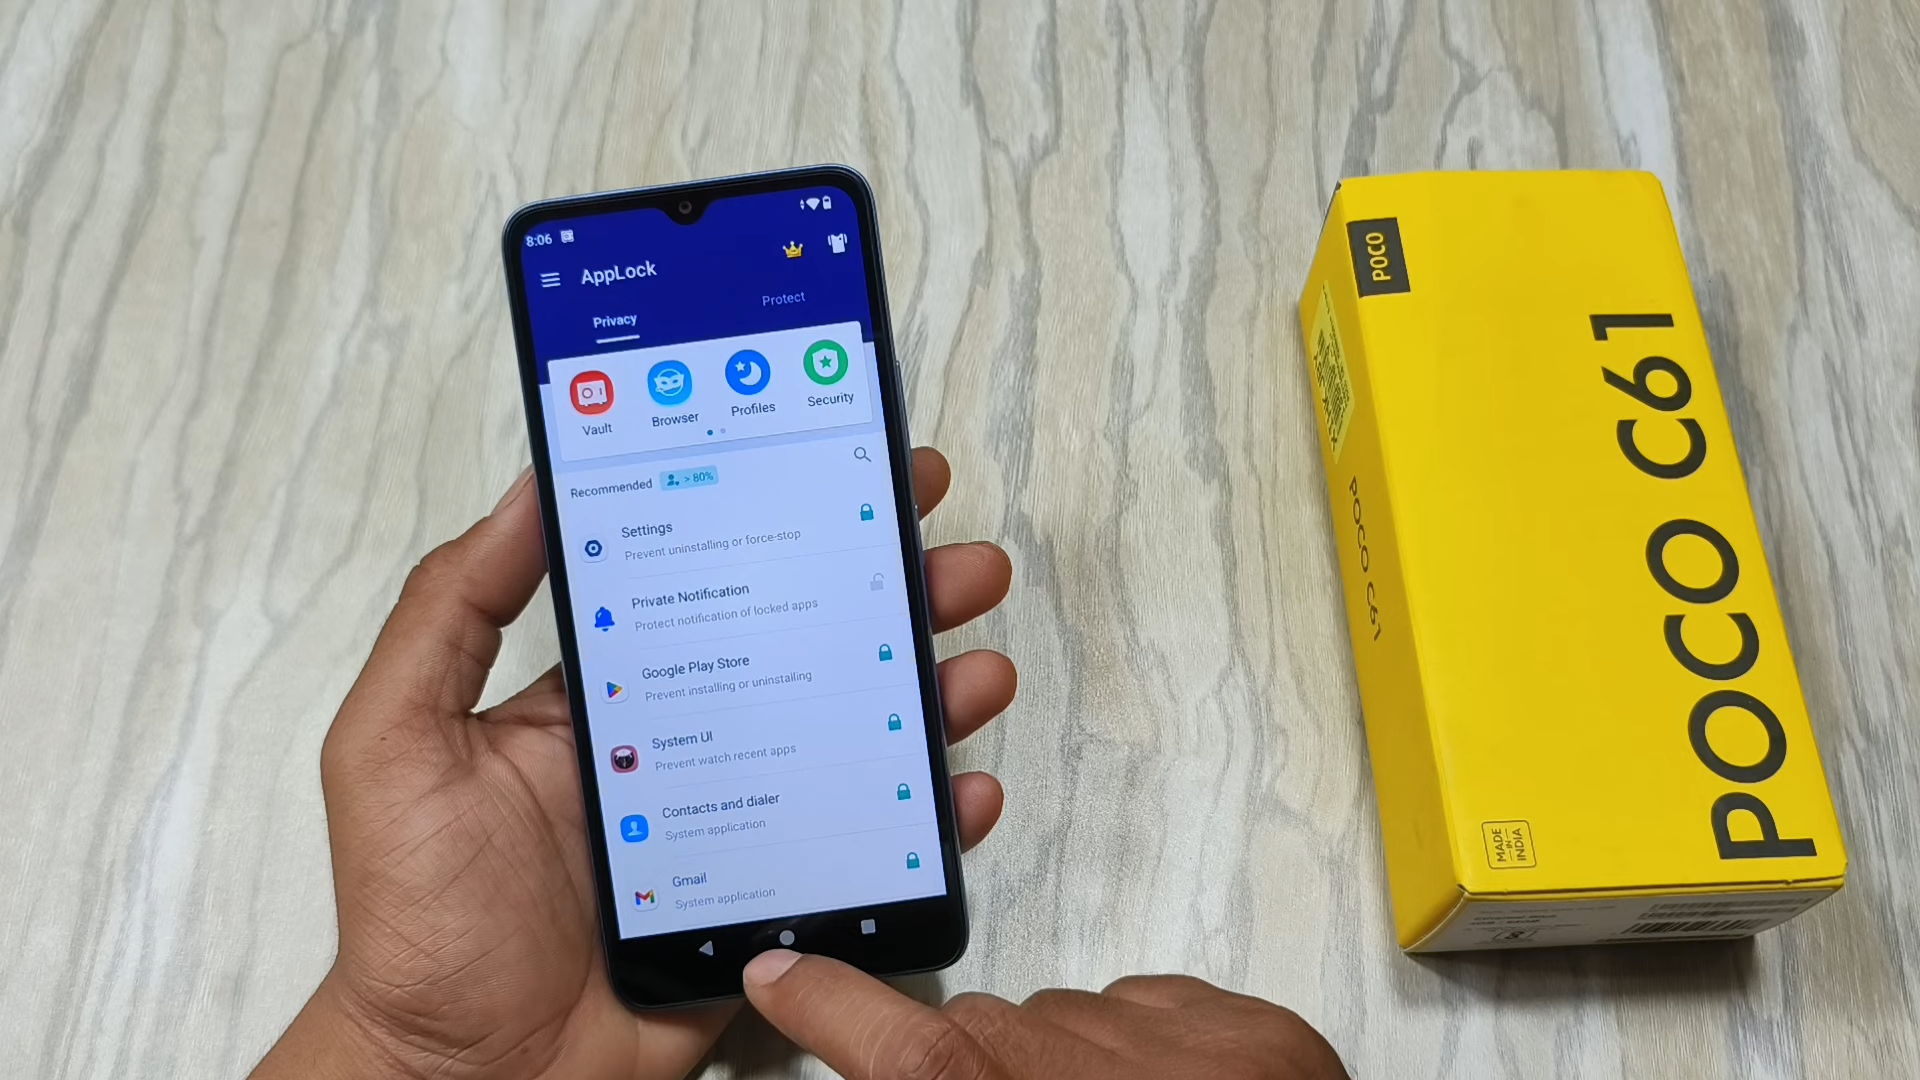 8:06
AppLock
Privacy
Protect
Vault
Browser
Profiles
Security
Recommended
> 80%
Settings
Prevent uninstalling or force-stop
Private Notification
Protect notification of locked apps
Google Play Store
Prevent installing or uninstalling
System UI
Prevent watch recent apps
Contacts and dialer
System application
Gmail
System application
POCO
POCO C61
POCO C61
MADE
IN
INDIA